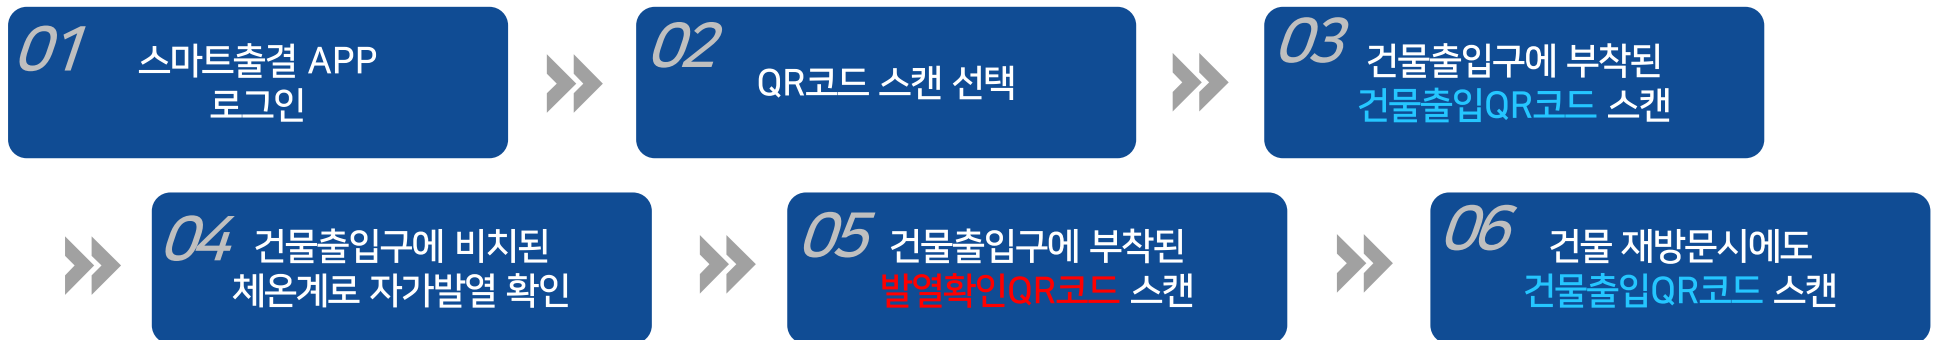 01
스마트출결 APP
로그인
02
QR코드 스캔 선택
03
건물출입구에 부착된
건물출입QR코드 스캔
04
건물출입구에 비치된
체온계로 자가발열 확인
05
건물출입구에 부착된
발열확인QR코드 스캔
06
건물 재방문시에도
건물출입QR코드 스캔